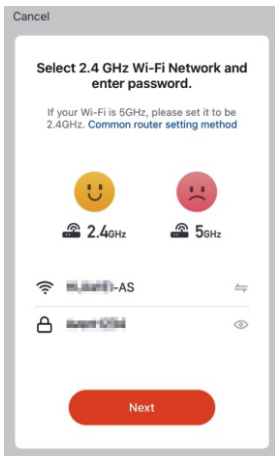 Cancel
Select 2.4 GHz Wi-Fi Network and
enter password.
If your Wi-Fi is 5GHz, please set it to be
2.4GHz. Common router setting method
2.4GHz
5GHz
-AS
Next